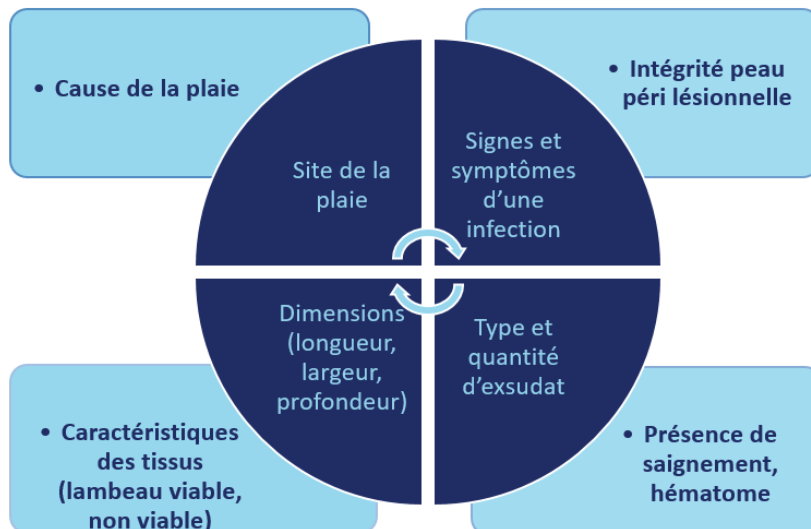 • Cause de la plaie
• Intégrité peau
péri lésionnelle
Site de la
plaie
Signes et
symptômes
d'une
infection
Dimensions
(longueur,
largeur,
profondeur)
Type et
quantité
d'exsudat
• Caractéristiques
des tissus
(lambeau viable,
non viable)
• Présence de
saignement,
hématome